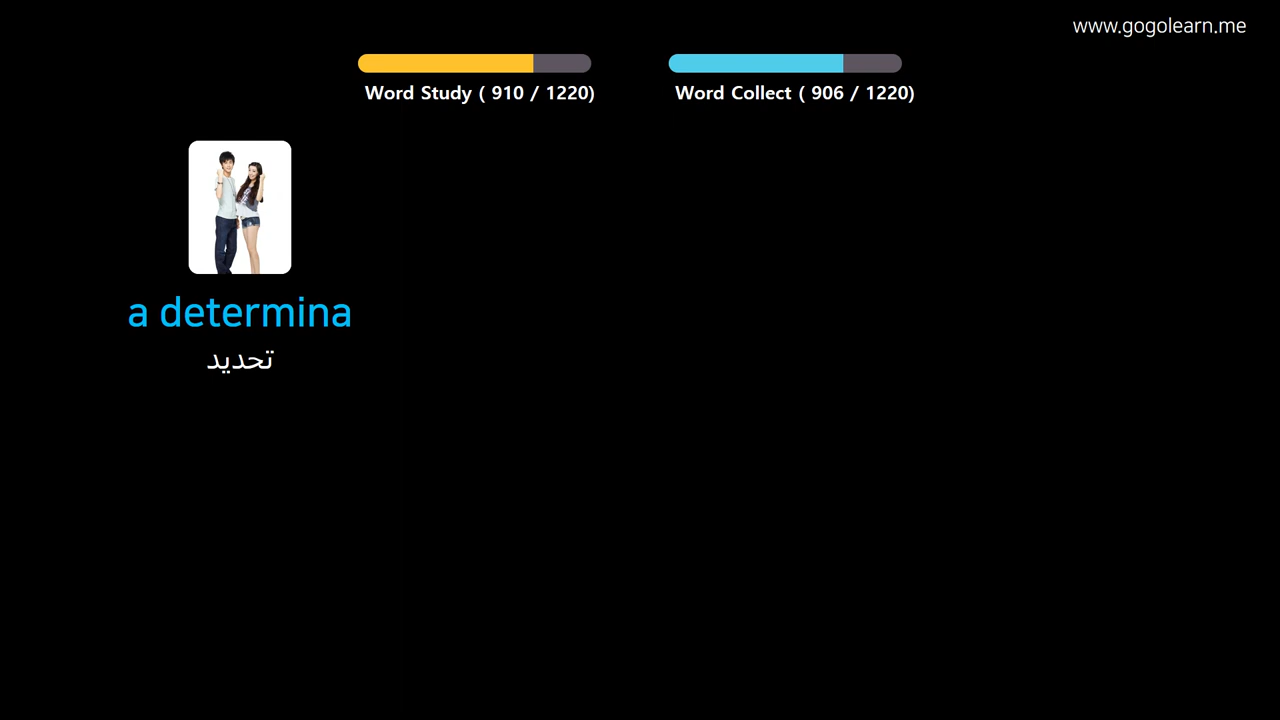 www.gogolearn.me
Word Study ( 910 / 1220)
Word Collect ( 906 / 1220)
a determina
تحديد